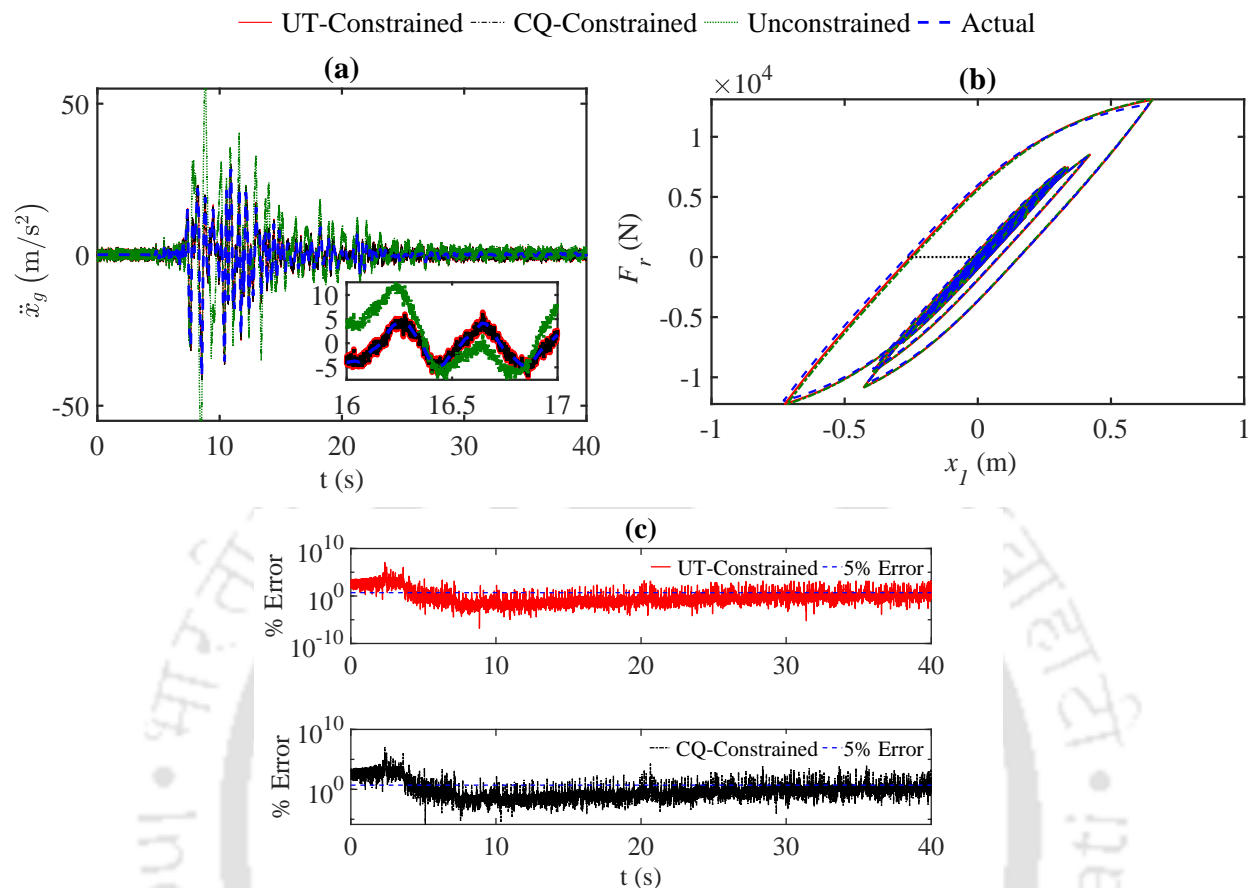 UT-Constrained CQ-Constrained Unconstrained Actual
(a)
50
0
-50
ẍg (m/s²)
0 10 20 30 40
t (s)
10
5
0
-5
16 16.5 17
(b)
×10⁴
1
0.5
0
-0.5
-1
F_r (N)
-1 -0.5 0 0.5 1
x_1 (m)
(c)
10¹⁰
10⁰
10⁻¹⁰
% Error
UT-Constrained 5% Error
0 10 20 30 40
10¹⁰
10⁰
% Error
CQ-Constrained 5% Error
0 10 20 30 40
t (s)